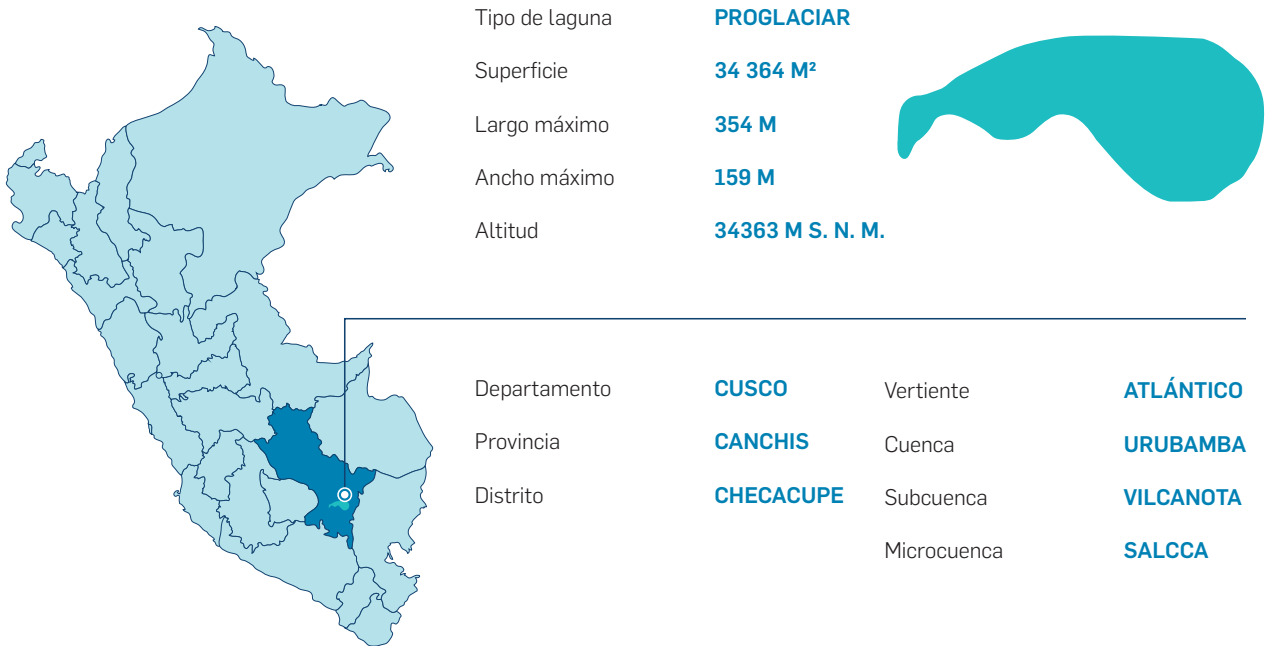 Tipo de laguna PROGLACIAR
Superficie 34 364 M²
Largo máximo 354 M
Ancho máximo 159 M
Altitud 34363 M S. N. M.
Departamento CUSCO
Provincia CANCHIS
Distrito CHECACUPE
Vertiente ATLÁNTICO
Cuenca URUBAMBA
Subcuenca VILCANOTA
Microcuenca SALCCA